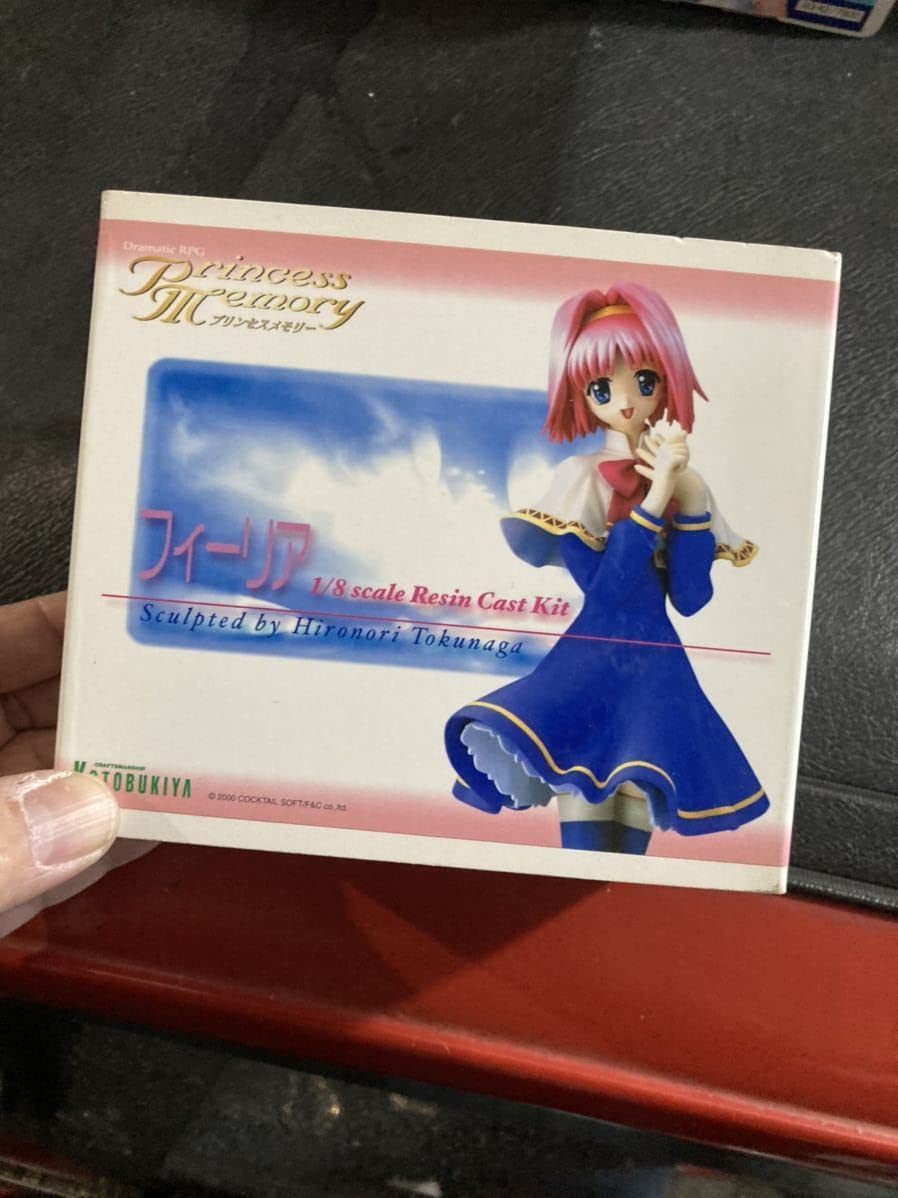 Dramatic RPG
Princess
Memory
プリンセスメモリー
フィーリア
1/8 scale Resin Cast Kit
Sculpted by Hironori Tokunaga
CRAFTSMANSHIP
KOTOBUKIYA
© 2000 COCKTAIL SOFT/F&C co.,ltd.